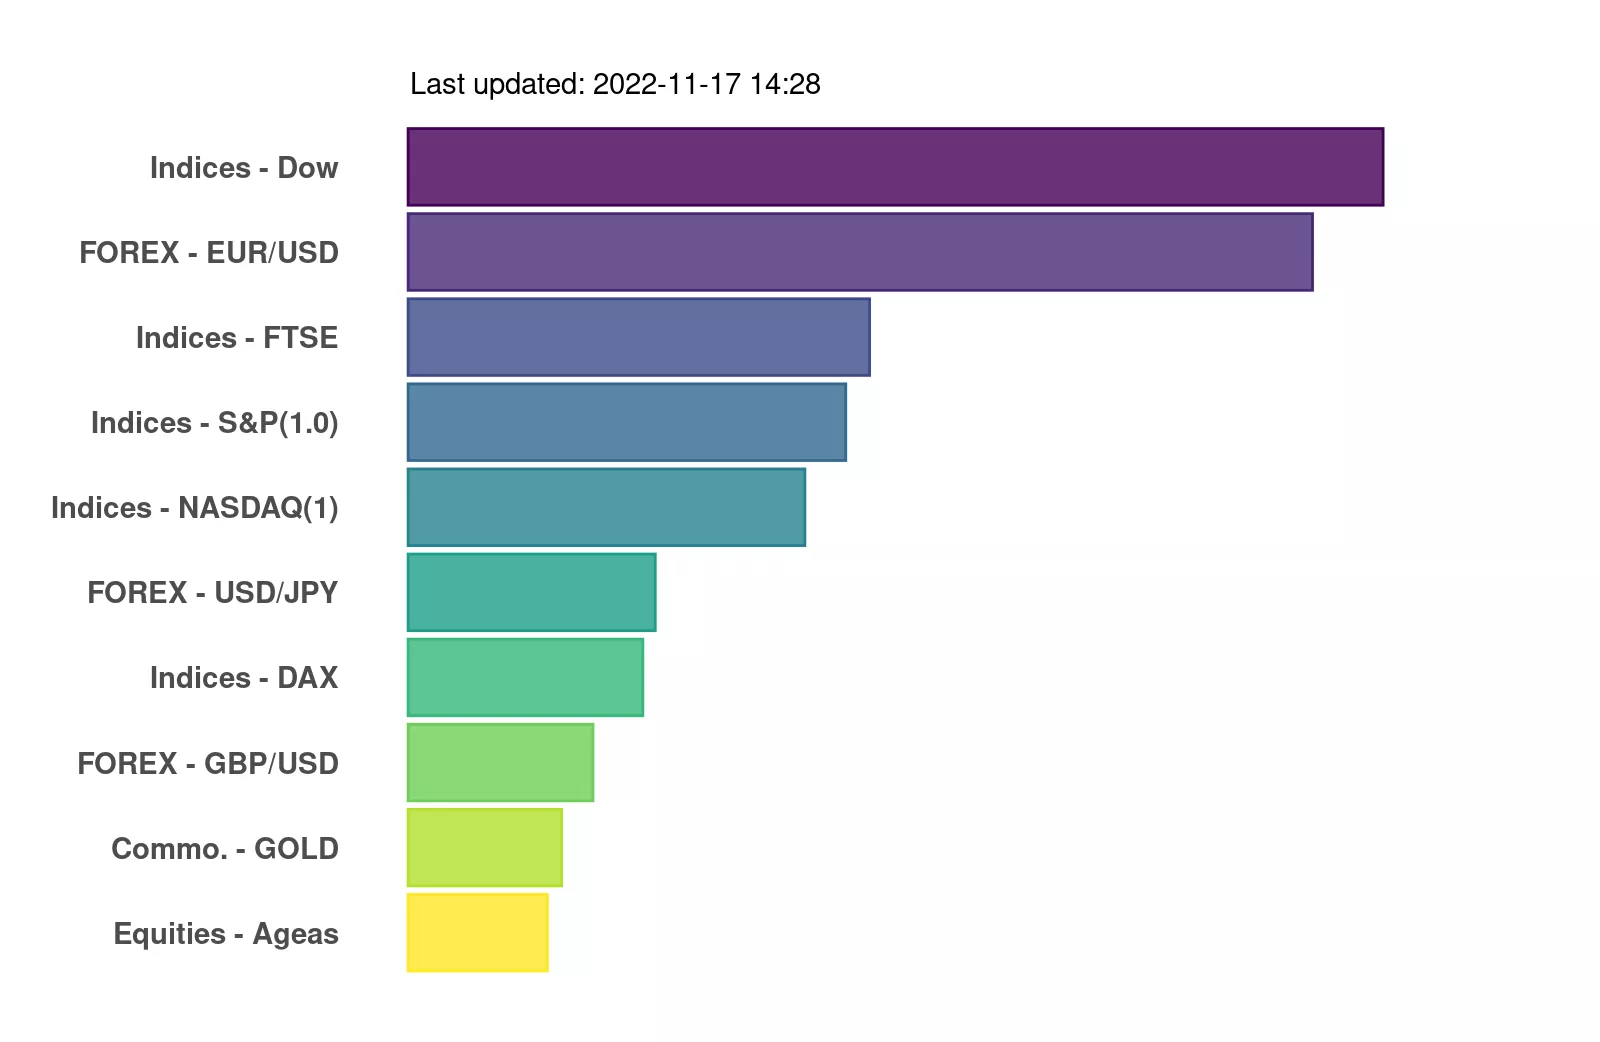 Last updated: 2022-11-17 14:28
Indices - Dow
FOREX - EUR/USD
Indices - FTSE
Indices - S&P(1.0)
Indices - NASDAQ(1)
FOREX - USD/JPY
Indices - DAX
FOREX - GBP/USD
Commo. - GOLD
Equities - Ageas